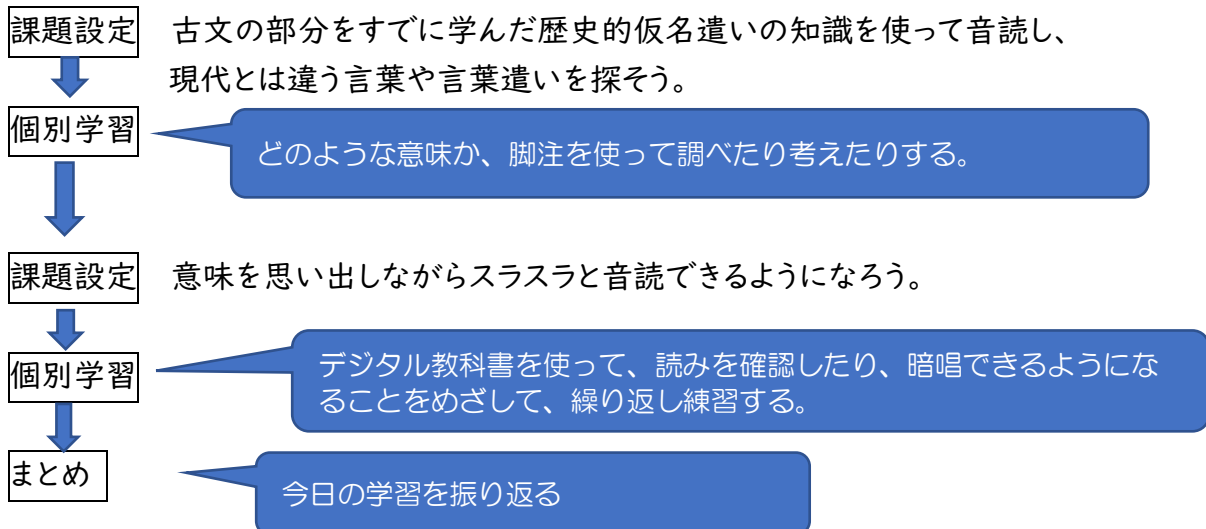 課題設定 古文の部分をすでに学んだ歴史的仮名遣いの知識を使って音読し、
現代とは違う言葉や言葉遣いを探そう。
個別学習
どのような意味か、脚注を使って調べたり考えたりする。
課題設定 意味を思い出しながらスラスラと音読できるようになろう。
個別学習
デジタル教科書を使って、読みを確認したり、暗唱できるようにな
ることをめざして、繰り返し練習する。
まとめ
今日の学習を振り返る